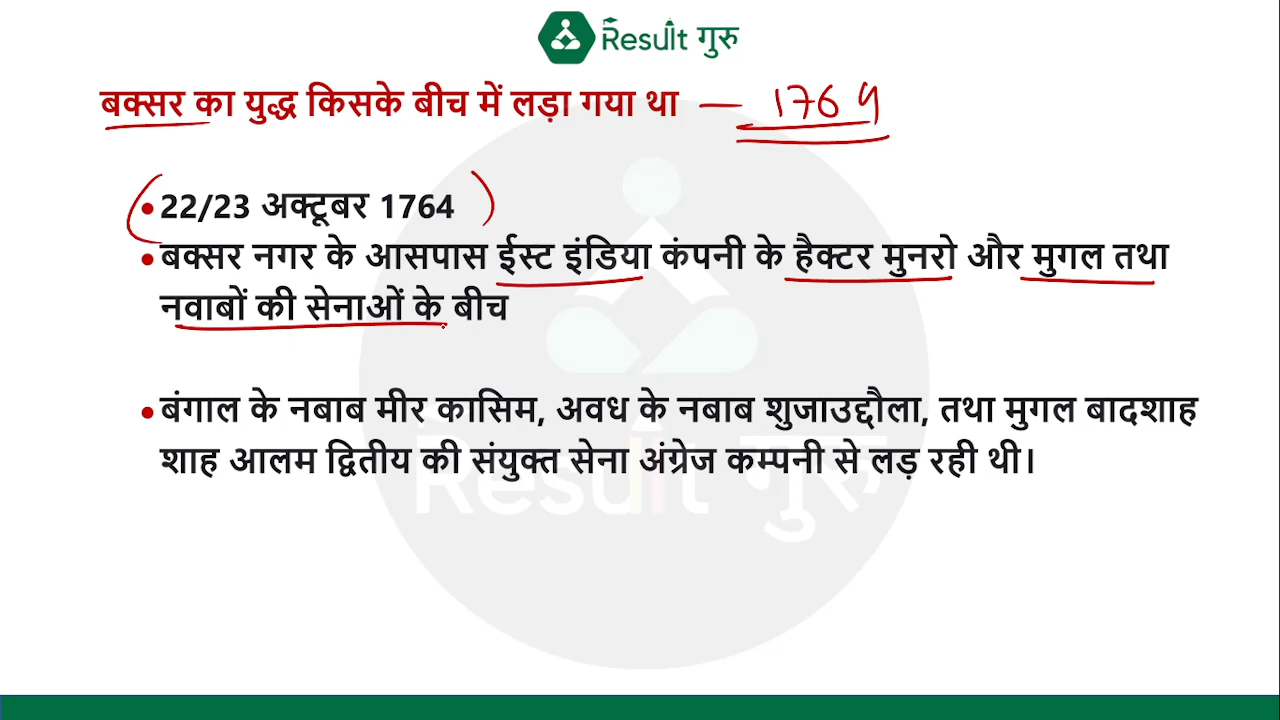 Result गुरु
बक्सर का युद्ध किसके बीच में लड़ा गया था — 1764
• 22/23 अक्टूबर 1764
• बक्सर नगर के आसपास ईस्ट इंडिया कंपनी के हैक्टर मुनरो और मुगल तथा
नवाबों की सेनाओं के बीच
• बंगाल के नबाब मीर कासिम, अवध के नबाब शुजाउद्दौला, तथा मुगल बादशाह
शाह आलम द्वितीय की संयुक्त सेना अंग्रेज कम्पनी से लड़ रही थी।
Result गुरु